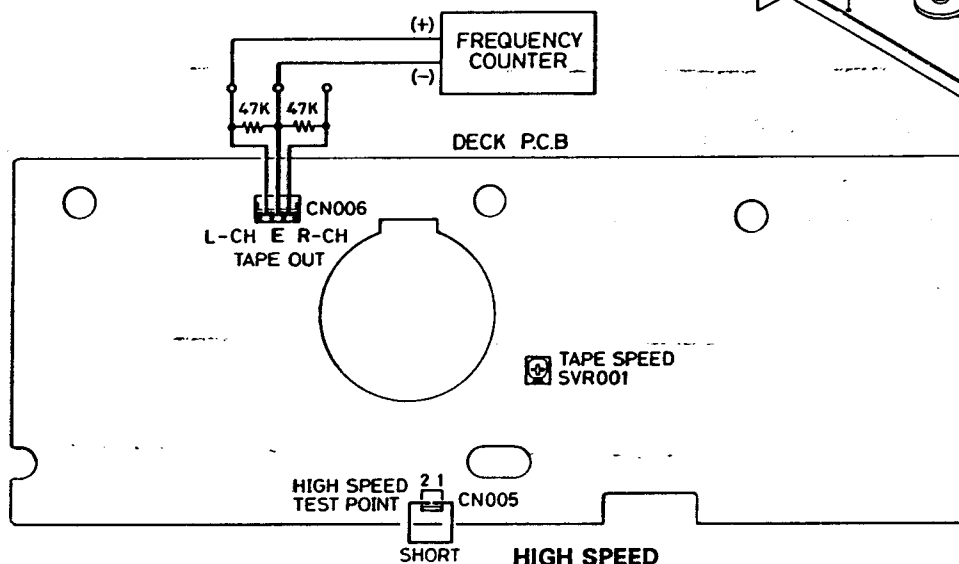 (+)
FREQUENCY
COUNTER
(-)
47K 47K
DECK P.C.B
CN006
L-CH E R-CH
TAPE OUT
TAPE SPEED
SVR001
HIGH SPEED
TEST POINT
2 1
CN005
SHORT
HIGH SPEED